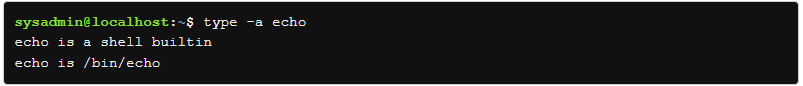 sysadmin@localhost:~$ type -a echo
echo is a shell builtin
echo is /bin/echo